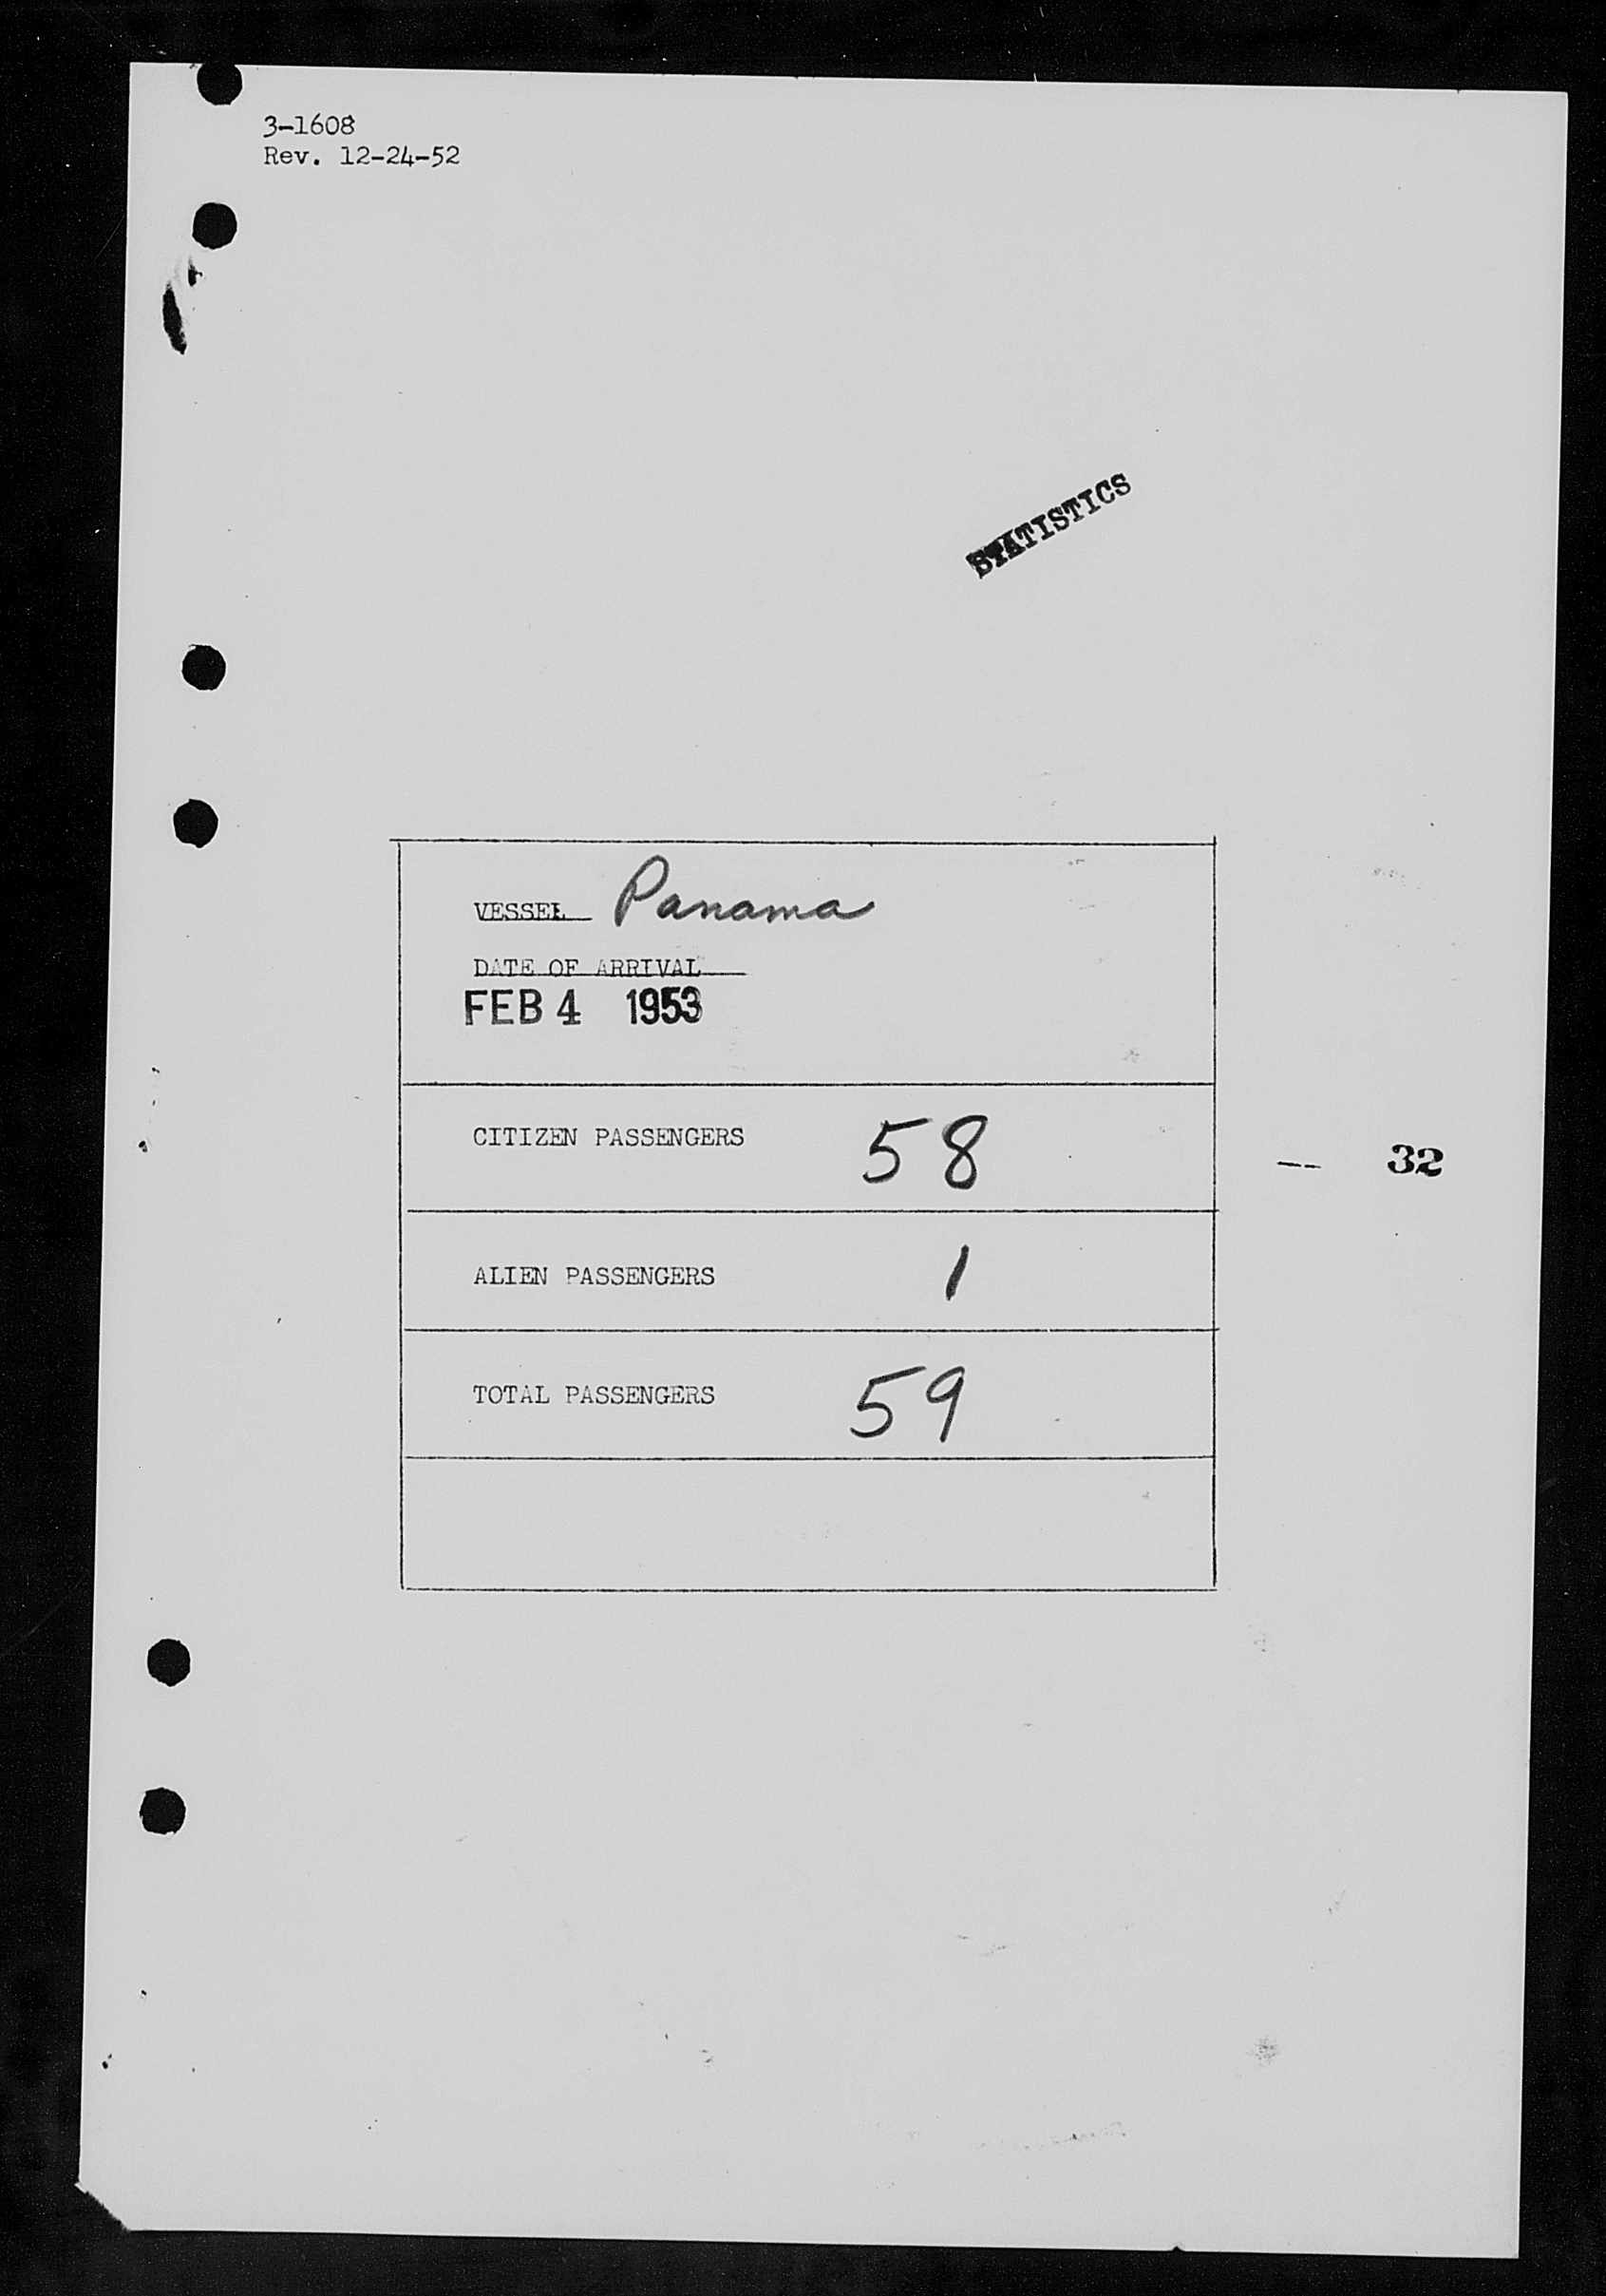 3-1608
Rev. 12-24-52
STATISTICS
VESSEL Panama
DATE OF ARRIVAL
FEB 4 1953
CITIZEN PASSENGERS 58 -- 32
ALIEN PASSENGERS 1
TOTAL PASSENGERS 59